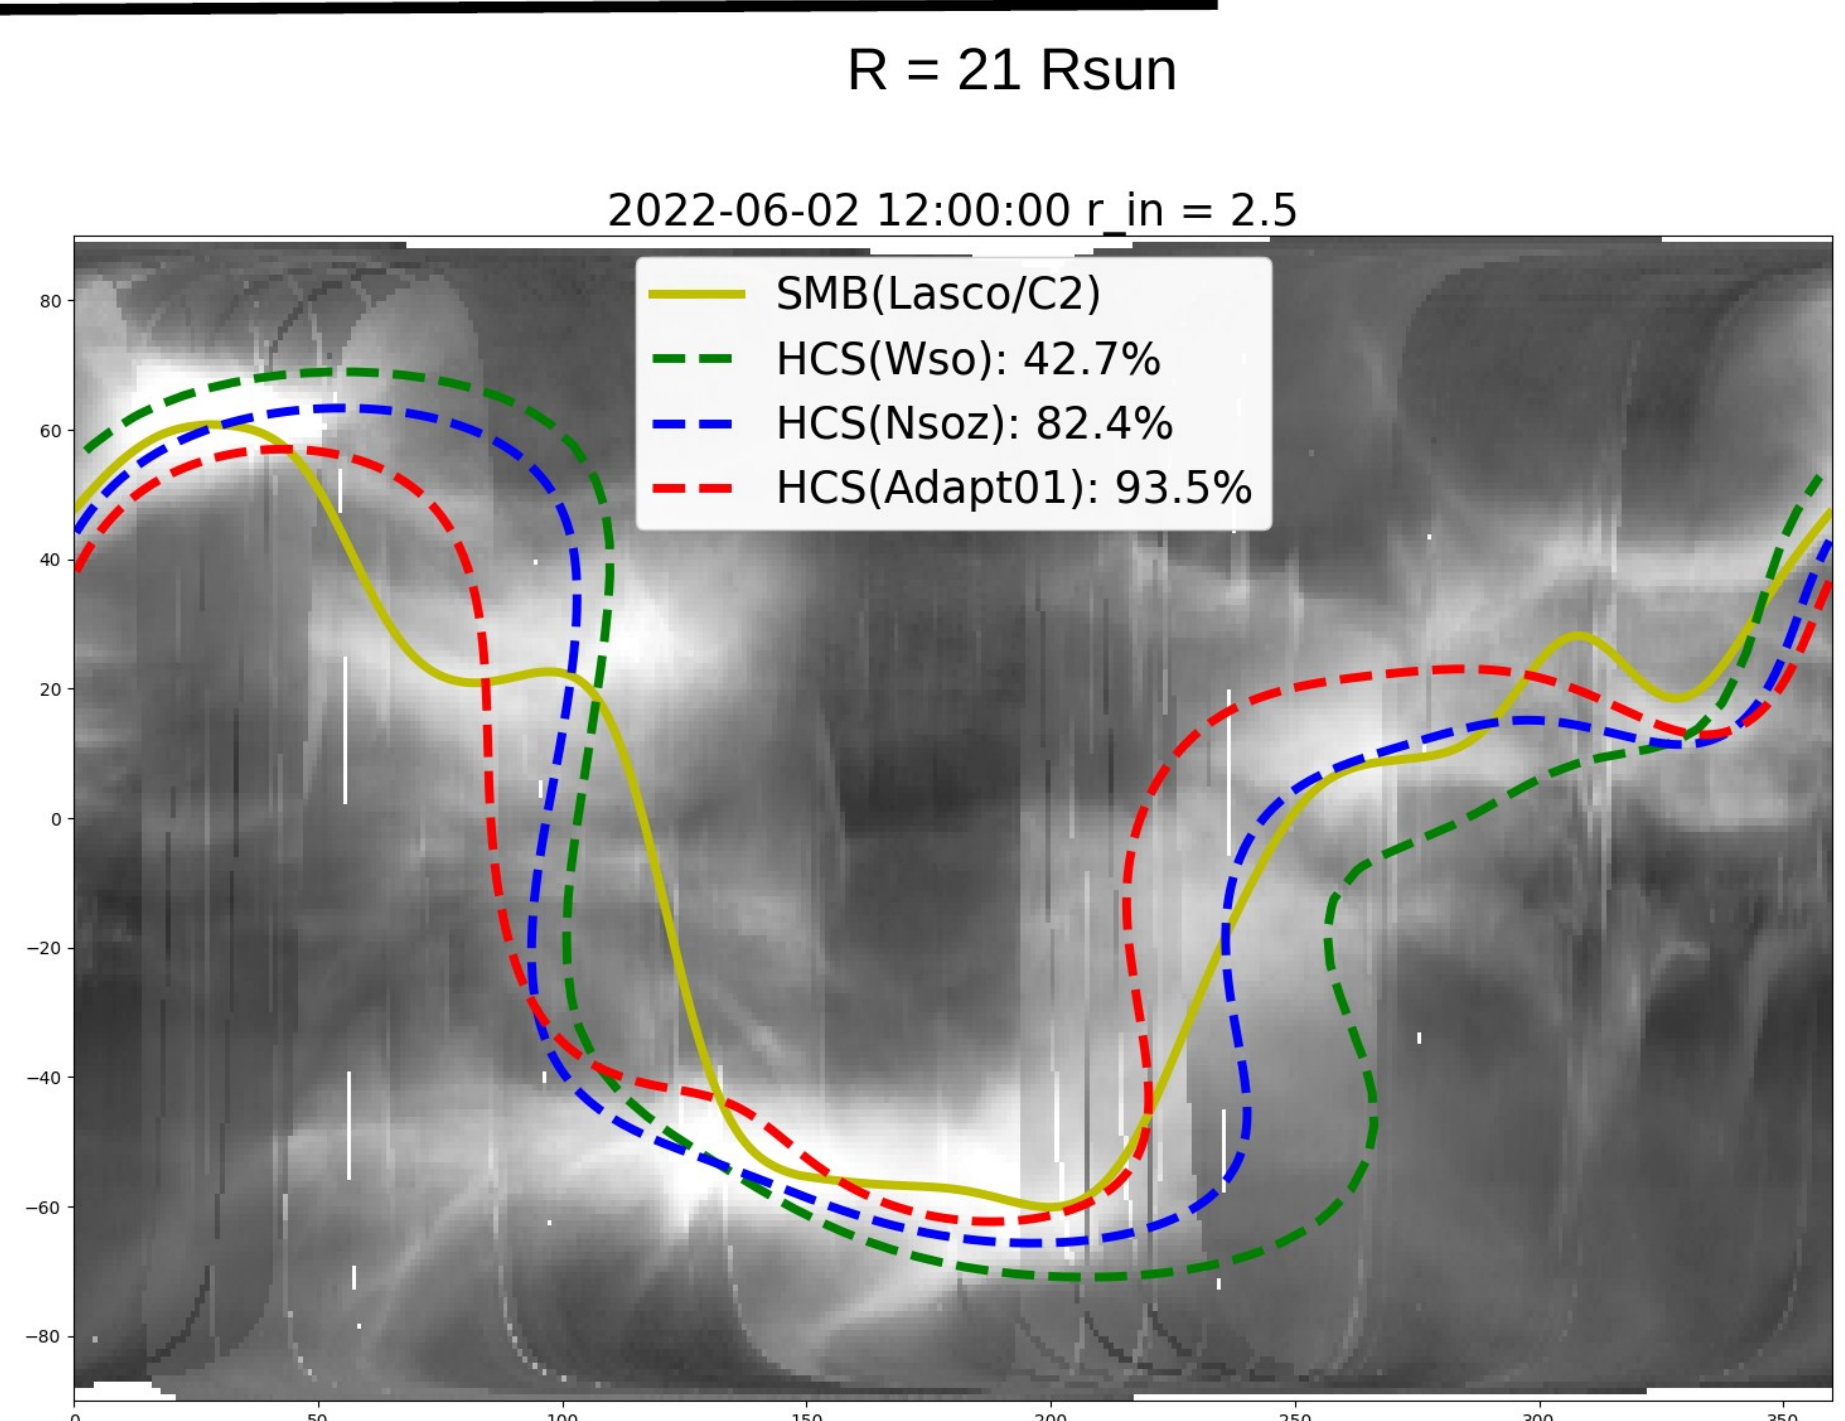 R = 21 Rsun
2022-06-02 12:00:00 r_in = 2.5
SMB(Lasco/C2)
HCS(Wso): 42.7%
HCS(Nsoz): 82.4%
HCS(Adapt01): 93.5%
80
60
40
20
0
−20
−40
−60
−80
0 50 100 150 200 250 300 350